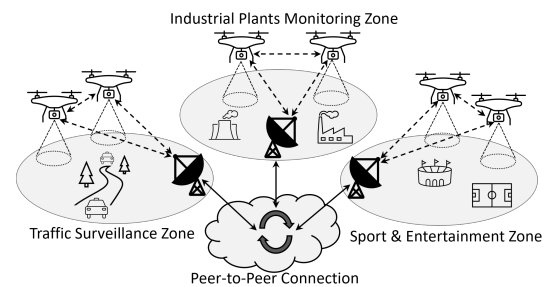 Industrial Plants Monitoring Zone
Traffic Surveillance Zone
Sport & Entertainment Zone
Peer-to-Peer Connection